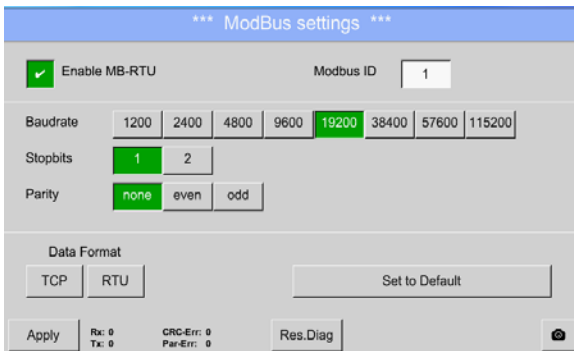 *** ModBus settings ***
✔ Enable MB-RTU Modbus ID 1
Baudrate 1200 2400 4800 9600 19200 38400 57600 115200
Stopbits 1 2
Parity none even odd
Data Format
TCP RTU Set to Default
Apply Rx: 0 CRC-Err: 0 Res.Diag
Tx: 0 Par-Err: 0